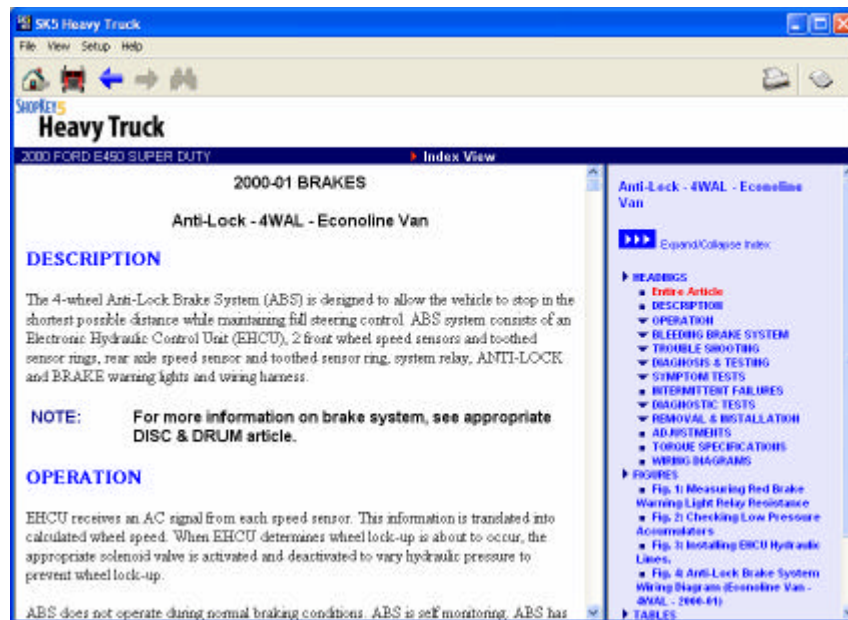 SK5 Heavy Truck
File View Setup Help
SHOPKEY5
Heavy Truck
2000 FORD E450 SUPER DUTY
Index View
2000-01 BRAKES
Anti-Lock - 4WAL - Econoline Van
DESCRIPTION
The 4-wheel Anti-Lock Brake System (ABS) is designed to allow the vehicle to stop in the
shortest possible distance while maintaining full steering control. ABS system consists of an
Electronic Hydraulic Control Unit (EHCU), 2 front wheel speed sensors and toothed
sensor rings, rear axle speed sensor and toothed sensor ring, system relay, ANTI-LOCK
and BRAKE warning lights and wiring harness.
NOTE: For more information on brake system, see appropriate
DISC & DRUM article.
OPERATION
EHCU receives an AC signal from each speed sensor. This information is translated into
calculated wheel speed. When EHCU determines wheel lock-up is about to occur, the
appropriate solenoid valve is activated and deactivated to vary hydraulic pressure to
prevent wheel lock-up.
ABS does not operate during normal braking conditions. ABS is self monitoring. ABS has
Anti-Lock - 4WAL - Econoline
Van
Expand/Collapse Index
HEADINGS
Entire Article
DESCRIPTION
OPERATION
BLEEDING BRAKE SYSTEM
TROUBLE SHOOTING
DIAGNOSIS & TESTING
SYMPTOM TESTS
INTERMITTENT FAILURES
DIAGNOSTIC TESTS
REMOVAL & INSTALLATION
ADJUSTMENTS
TORQUE SPECIFICATIONS
WIRING DIAGRAMS
FIGURES
Fig. 1: Measuring Red Brake
Warning Light Relay Resistance
Fig. 2: Checking Low Pressure
Accumulators
Fig. 3: Installing EHCU Hydraulic
Lines.
Fig. 4: Anti-Lock Brake System
Wiring Diagram (Econoline Van -
4WAL - 2000-01)
TABLES